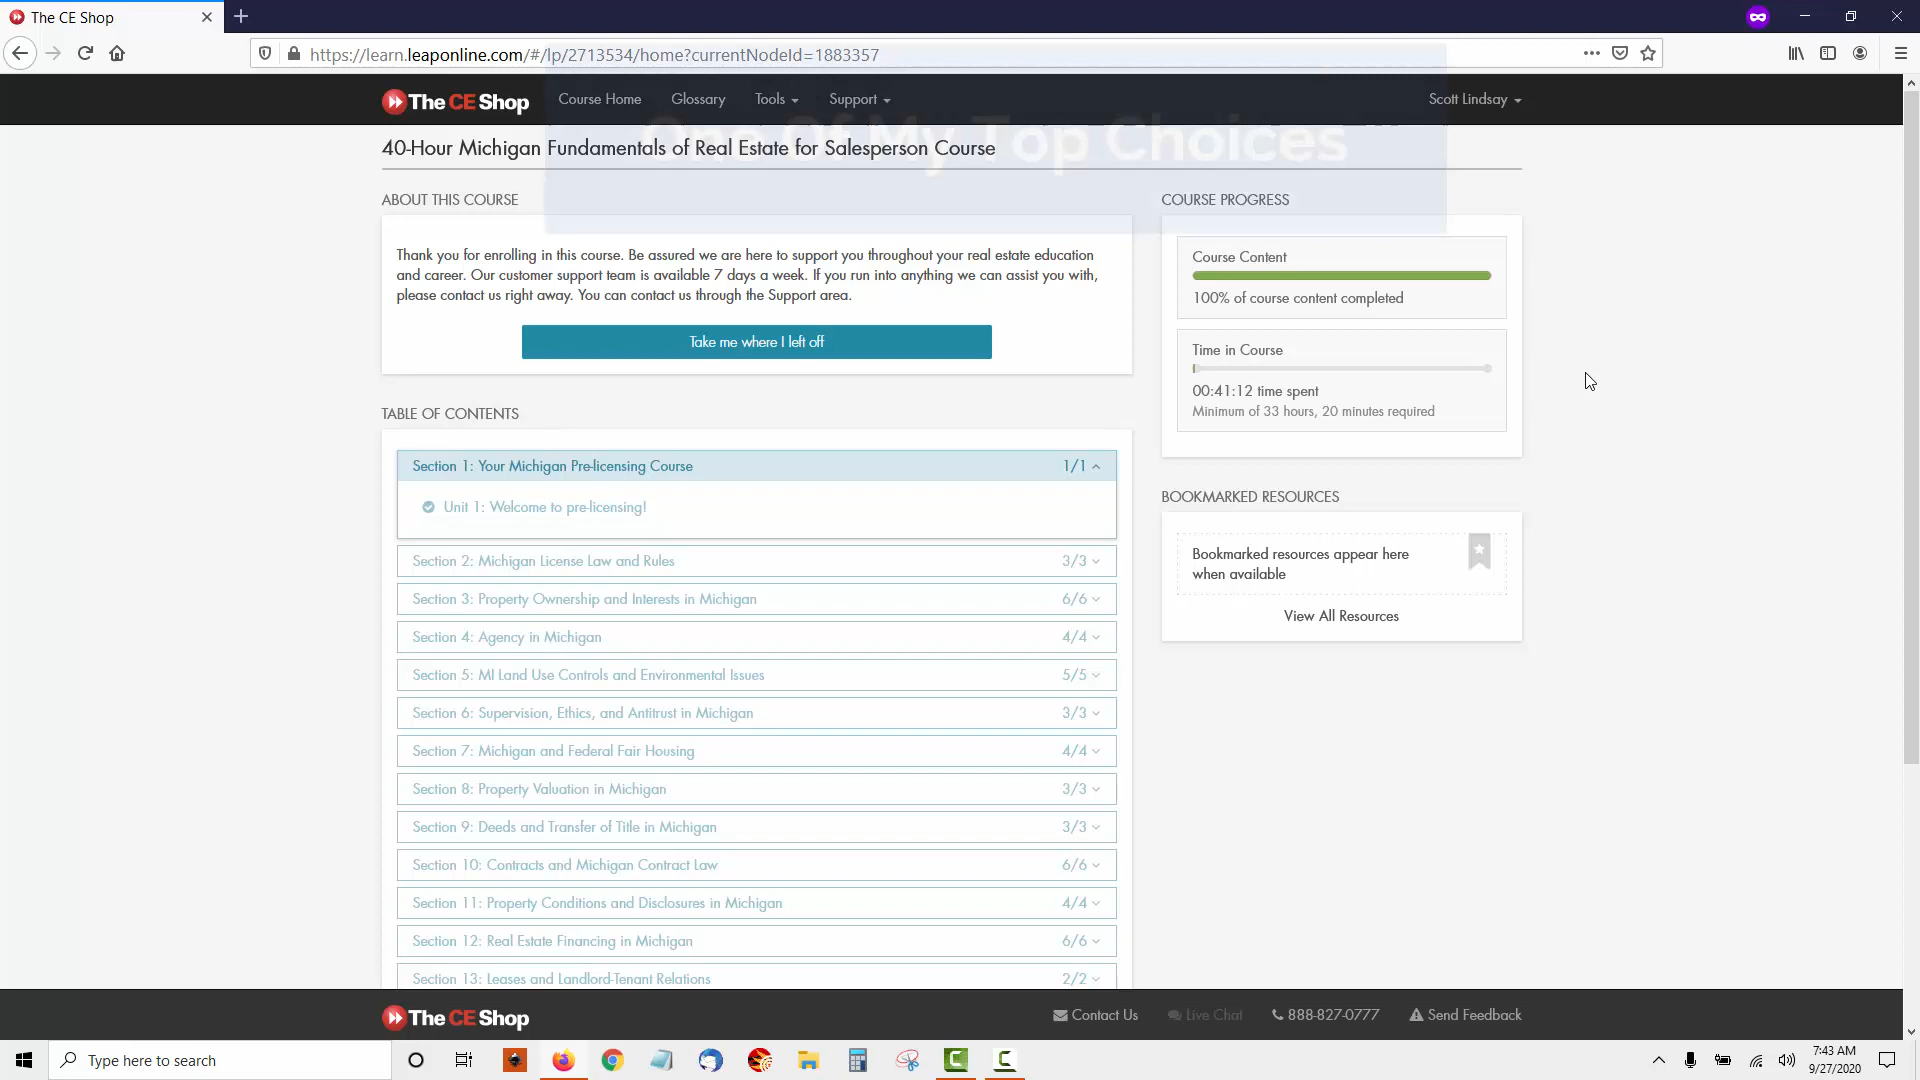 The CE Shop
https://learn.leaponline.com/#/lp/2713534/home?currentNodeId=1883357
The CE Shop
Course Home
Glossary
Tools
Support
Scott Lindsay
One Of My Top Choices
40-Hour Michigan Fundamentals of Real Estate for Salesperson Course
ABOUT THIS COURSE
Thank you for enrolling in this course. Be assured we are here to support you throughout your real estate education
and career. Our customer support team is available 7 days a week. If you run into anything we can assist you with,
please contact us right away. You can contact us through the Support area.
Take me where I left off
COURSE PROGRESS
Course Content
100% of course content completed
Time in Course
00:41:12 time spent
Minimum of 33 hours, 20 minutes required
TABLE OF CONTENTS
Section 1: Your Michigan Pre-licensing Course 1/1
Unit 1: Welcome to pre-licensing!
Section 2: Michigan License Law and Rules 3/3
Section 3: Property Ownership and Interests in Michigan 6/6
Section 4: Agency in Michigan 4/4
Section 5: MI Land Use Controls and Environmental Issues 5/5
Section 6: Supervision, Ethics, and Antitrust in Michigan 3/3
Section 7: Michigan and Federal Fair Housing 4/4
Section 8: Property Valuation in Michigan 3/3
Section 9: Deeds and Transfer of Title in Michigan 3/3
Section 10: Contracts and Michigan Contract Law 6/6
Section 11: Property Conditions and Disclosures in Michigan 4/4
Section 12: Real Estate Financing in Michigan 6/6
Section 13: Leases and Landlord-Tenant Relations 2/2
BOOKMARKED RESOURCES
Bookmarked resources appear here
when available
View All Resources
The CE Shop
Contact Us
Live Chat
888-827-0777
Send Feedback
Type here to search
7:43 AM
9/27/2020